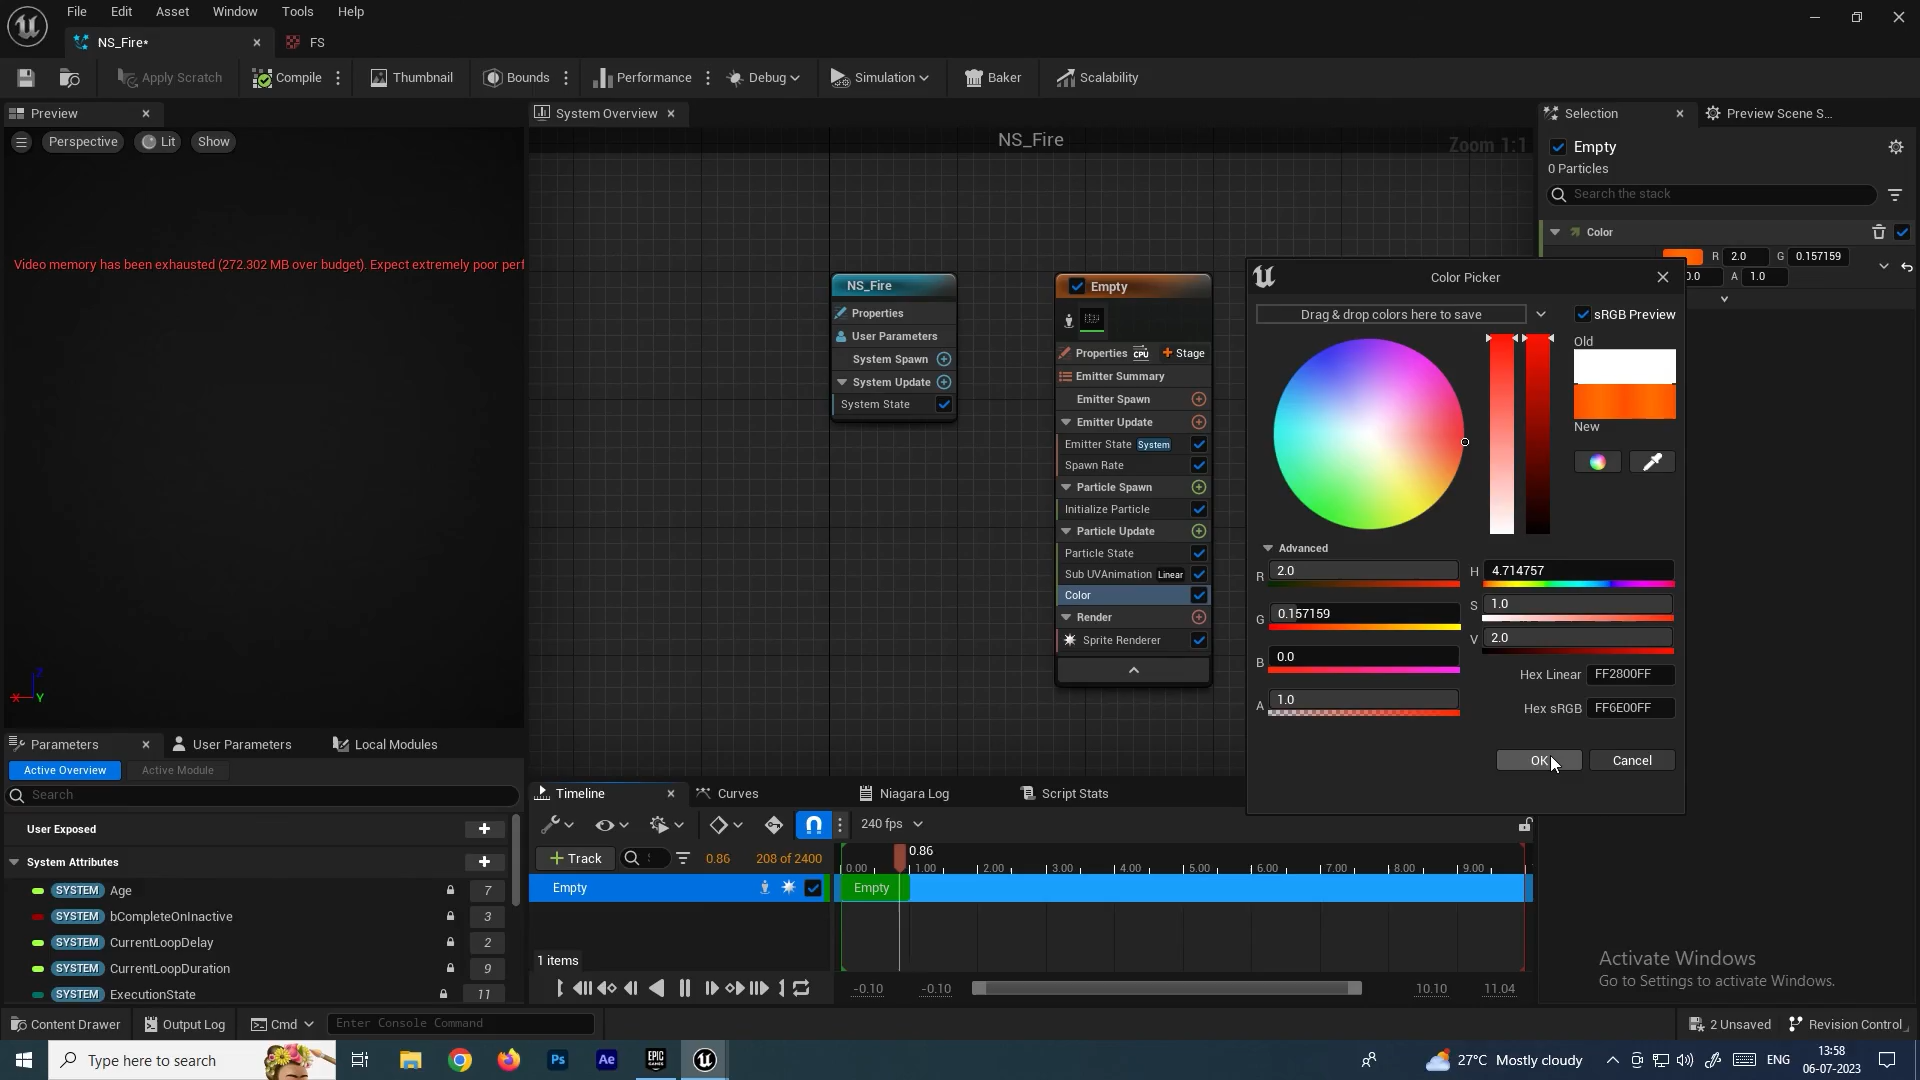 File Edit Asset Window Tools Help
NS_Fire• FS
Apply Scratch Compile Thumbnail Bounds Performance Debug Simulation Baker Scalability
Preview
Perspective Lit Show
Video memory has been exhausted (272.302 MB over budget). Expect extremely poor perf
X Z Y
System Overview
NS_Fire
Zoom 1:1
NS_Fire
Properties
User Parameters
System Spawn
System Update
System State
Empty
Properties CPU Stage
Emitter Summary
Emitter Spawn
Emitter Update
Emitter State System
Spawn Rate
Particle Spawn
Initialize Particle
Particle Update
Particle State
Sub UVAnimation Linear
Color
Render
Sprite Renderer
Selection Preview Scene S...
Empty
0 Particles
Search the stack
Color
R 2.0 G 0.157159
0.0 A 1.0
Color Picker
Drag & drop colors here to save sRGB Preview
Old
New
Advanced
R 2.0 H 4.714757
G 0.157159 S 1.0
B 0.0 V 2.0
Hex Linear FF2800FF
A 1.0 Hex sRGB FF6E00FF
OK Cancel
Parameters User Parameters Local Modules
Active Overview Active Module
Search
User Exposed
System Attributes
SYSTEM Age 7
SYSTEM bCompleteOnInactive 3
SYSTEM CurrentLoopDelay 2
SYSTEM CurrentLoopDuration 9
SYSTEM ExecutionState 11
Timeline Curves Niagara Log Script Stats
240 fps
Track 0.86 208 of 2400
0.86
0.00 1.00 2.00 3.00 4.00 5.00 6.00 7.00 8.00 9.00
Empty Empty
1 items
-0.10 -0.10 10.10 11.04
Activate Windows
Go to Settings to activate Windows.
Content Drawer Output Log Cmd Enter Console Command 2 Unsaved Revision Control
Type here to search Ps Ae EPIC GAMES 27°C Mostly cloudy ENG 13:58
06-07-2023